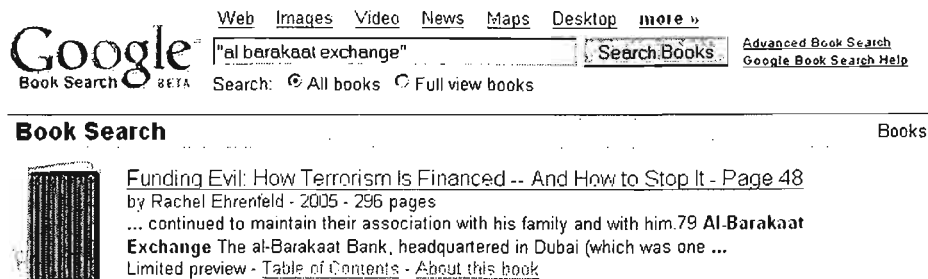 Web Images Video News Maps Desktop more »
Google
Book Search BETA
"al barakaat exchange" Search Books
Advanced Book Search
Google Book Search Help
Search: All books Full view books
Book Search Books
Funding Evil: How Terrorism Is Financed -- And How to Stop It - Page 48
by Rachel Ehrenfeld - 2005 - 296 pages
... continued to maintain their association with his family and with him.79 Al-Barakaat
Exchange The al-Barakaat Bank, headquartered in Dubai (which was one ...
Limited preview - Table of Contents - About this book